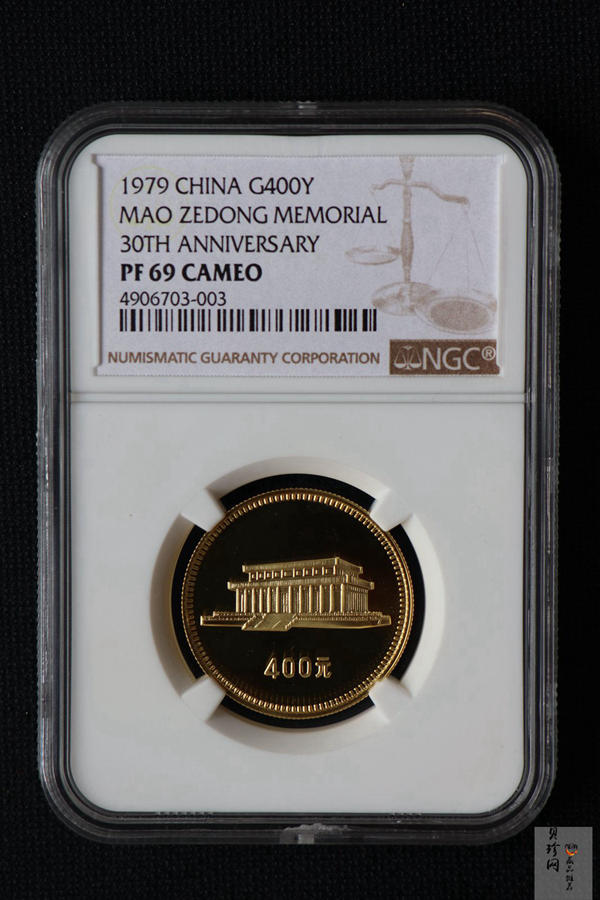 1979 CHINA G400Y
MAO ZEDONG MEMORIAL
30TH ANNIVERSARY
PF 69 CAMEO
4906703-003
NUMISMATIC GUARANTY CORPORATION
NGC®
400元